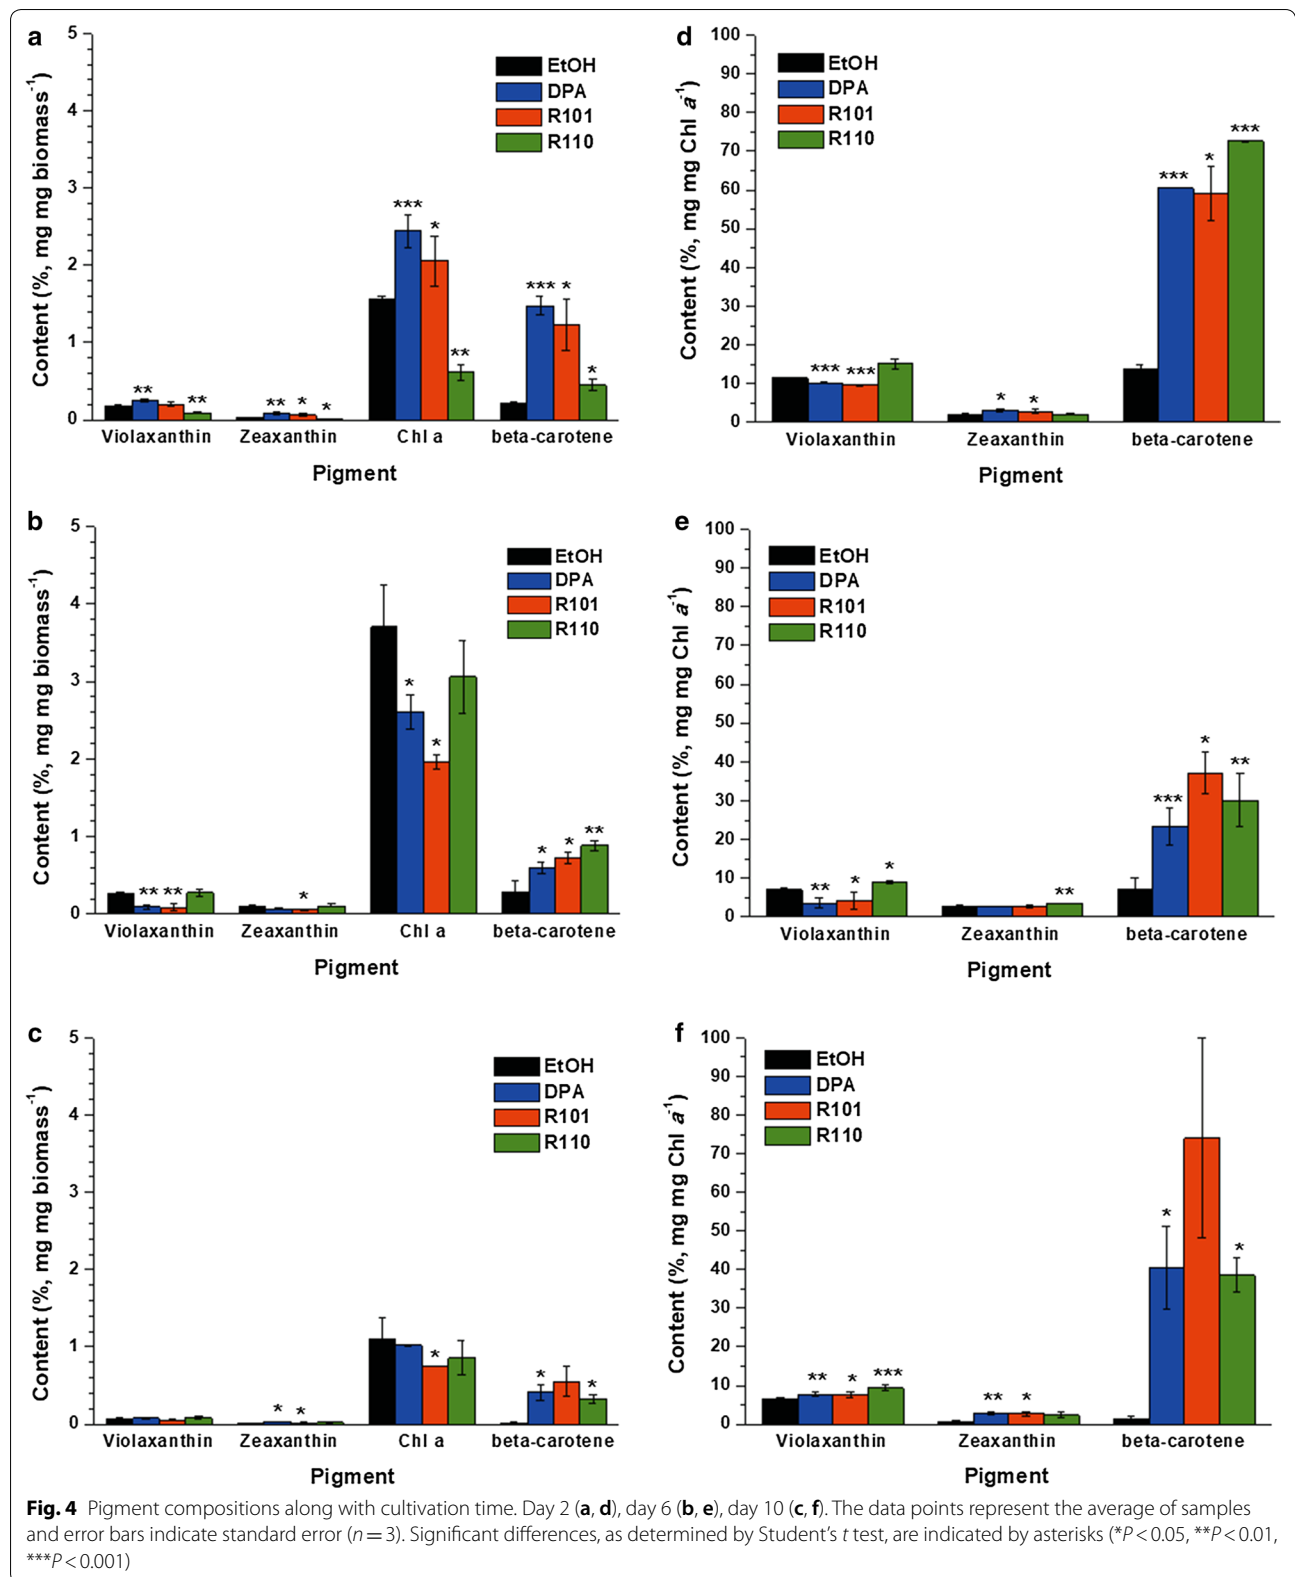 a
5
4
3
2
1
0
Content (%, mg mg biomass⁻¹)
EtOH
DPA
R101
R110
** **
** * *
*** * **
*** * *
Violaxanthin Zeaxanthin Chl a beta-carotene
Pigment
d
100
90
80
70
60
50
40
30
20
10
0
Content (%, mg mg Chl a⁻¹)
EtOH
DPA
R101
R110
*** ***
* *
*** * ***
Violaxanthin Zeaxanthin beta-carotene
Pigment
b
5
4
3
2
1
0
Content (%, mg mg biomass⁻¹)
EtOH
DPA
R101
R110
** **
*
* *
* * **
Violaxanthin Zeaxanthin Chl a beta-carotene
Pigment
e
100
90
80
70
60
50
40
30
20
10
0
Content (%, mg mg Chl a⁻¹)
EtOH
DPA
R101
R110
** * *
**
*** * **
Violaxanthin Zeaxanthin beta-carotene
Pigment
c
5
4
3
2
1
0
Content (%, mg mg biomass⁻¹)
EtOH
DPA
R101
R110
* *
*
* *
Violaxanthin Zeaxanthin Chl a beta-carotene
Pigment
f
100
90
80
70
60
50
40
30
20
10
0
Content (%, mg mg Chl a⁻¹)
EtOH
DPA
R101
R110
** * ***
** *
* *
Violaxanthin Zeaxanthin beta-carotene
Pigment
Fig. 4 Pigment compositions along with cultivation time. Day 2 (a, d), day 6 (b, e), day 10 (c, f). The data points represent the average of samples
and error bars indicate standard error (n = 3). Significant differences, as determined by Student's t test, are indicated by asterisks (*P < 0.05, **P < 0.01,
***P < 0.001)